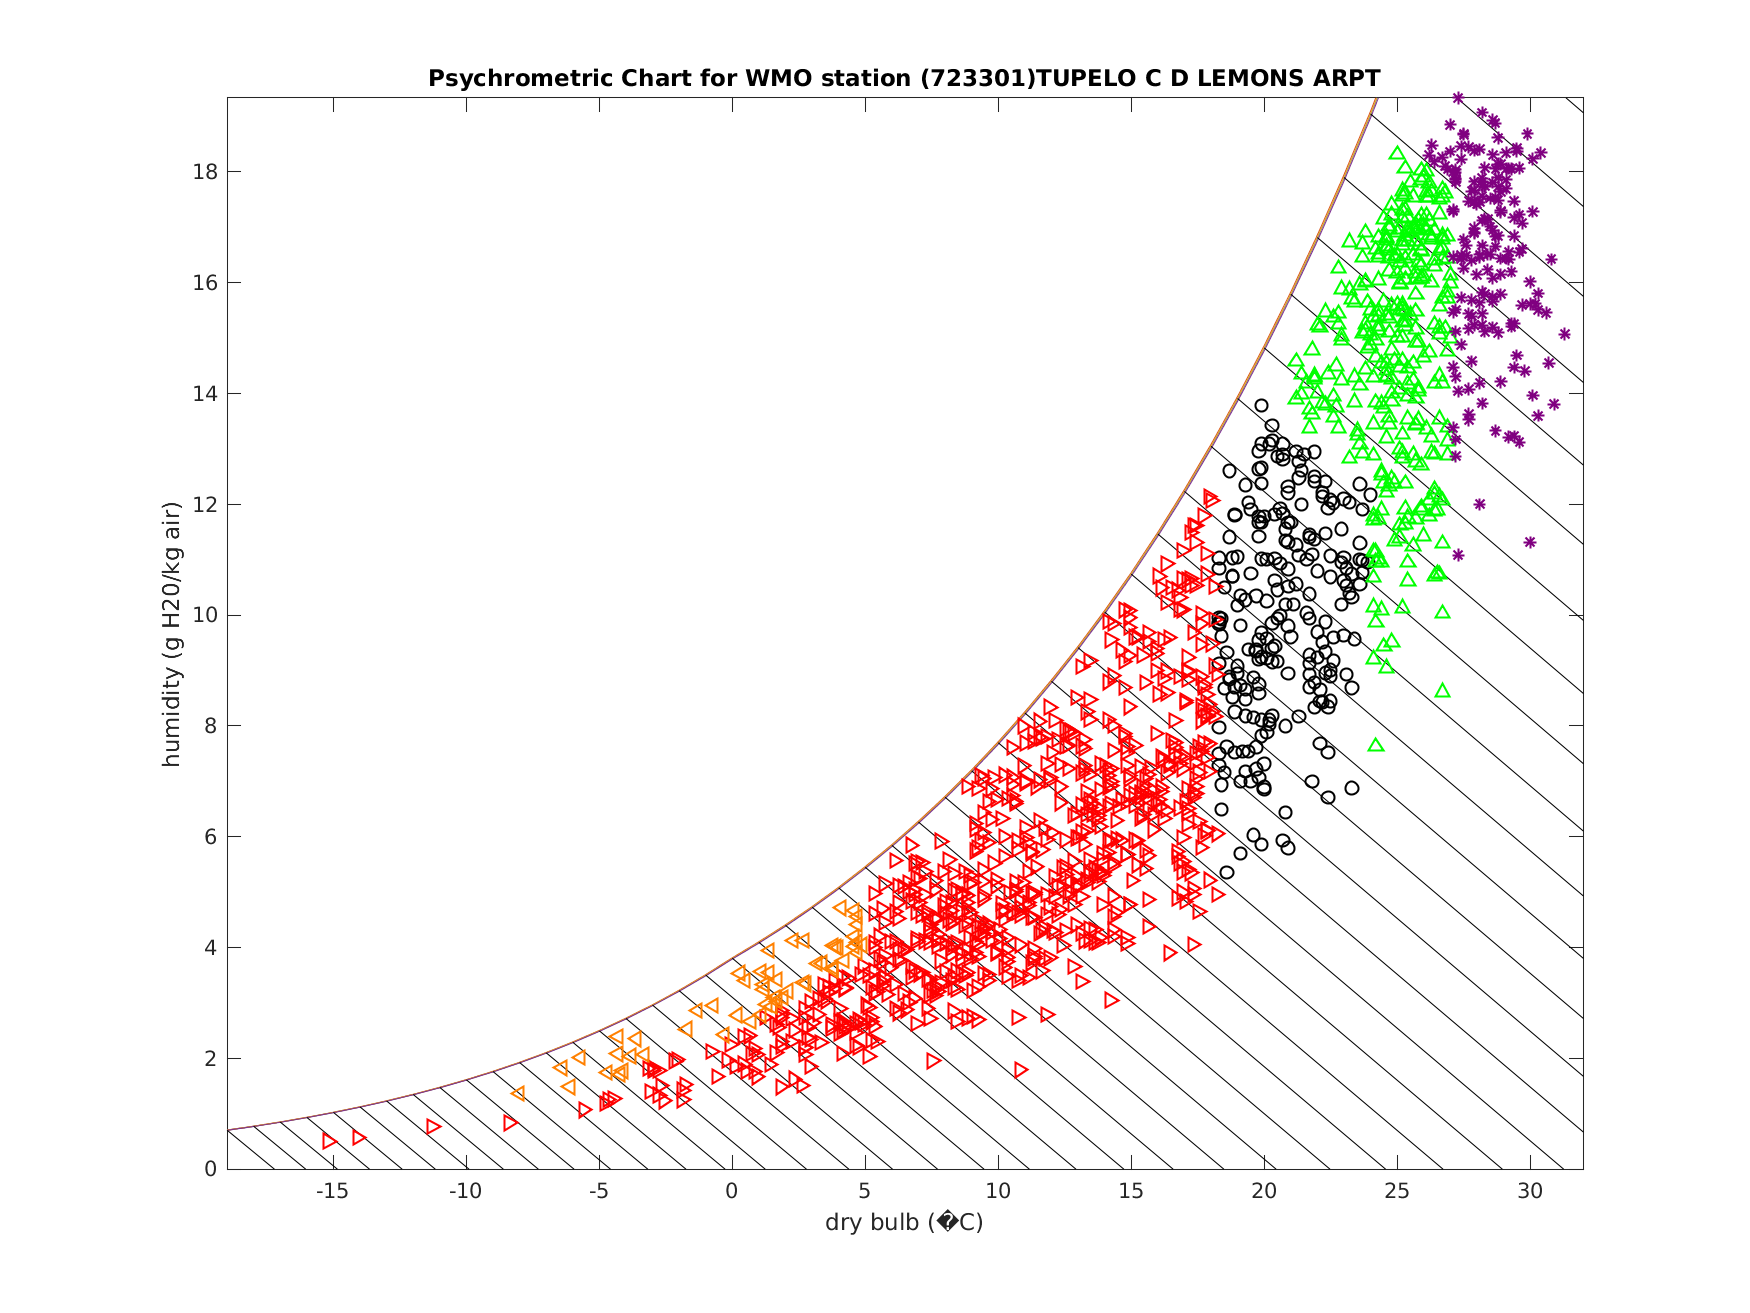 Psychrometric Chart for WMO station (723301)TUPELO C D LEMONS ARPT
humidity (g H20/kg air)
18
16
14
12
10
8
6
4
2
0
-15 -10 -5 0 5 10 15 20 25 30
dry bulb (�C)